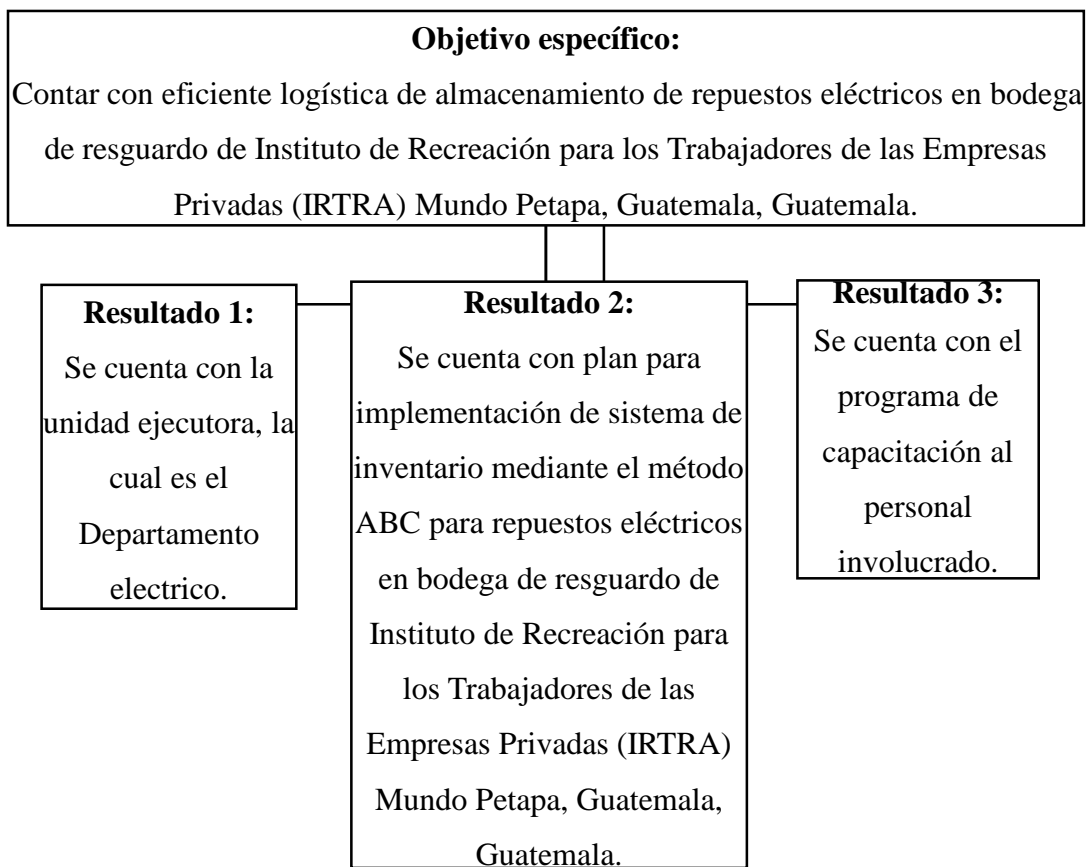 Objetivo específico:
Contar con eficiente logística de almacenamiento de repuestos eléctricos en bodega
de resguardo de Instituto de Recreación para los Trabajadores de las Empresas
Privadas (IRTRA) Mundo Petapa, Guatemala, Guatemala.
Resultado 1:
Se cuenta con la
unidad ejecutora, la
cual es el
Departamento
electrico.
Resultado 2:
Se cuenta con plan para
implementación de sistema de
inventario mediante el método
ABC para repuestos eléctricos
en bodega de resguardo de
Instituto de Recreación para
los Trabajadores de las
Empresas Privadas (IRTRA)
Mundo Petapa, Guatemala,
Guatemala.
Resultado 3:
Se cuenta con el
programa de
capacitación al
personal
involucrado.